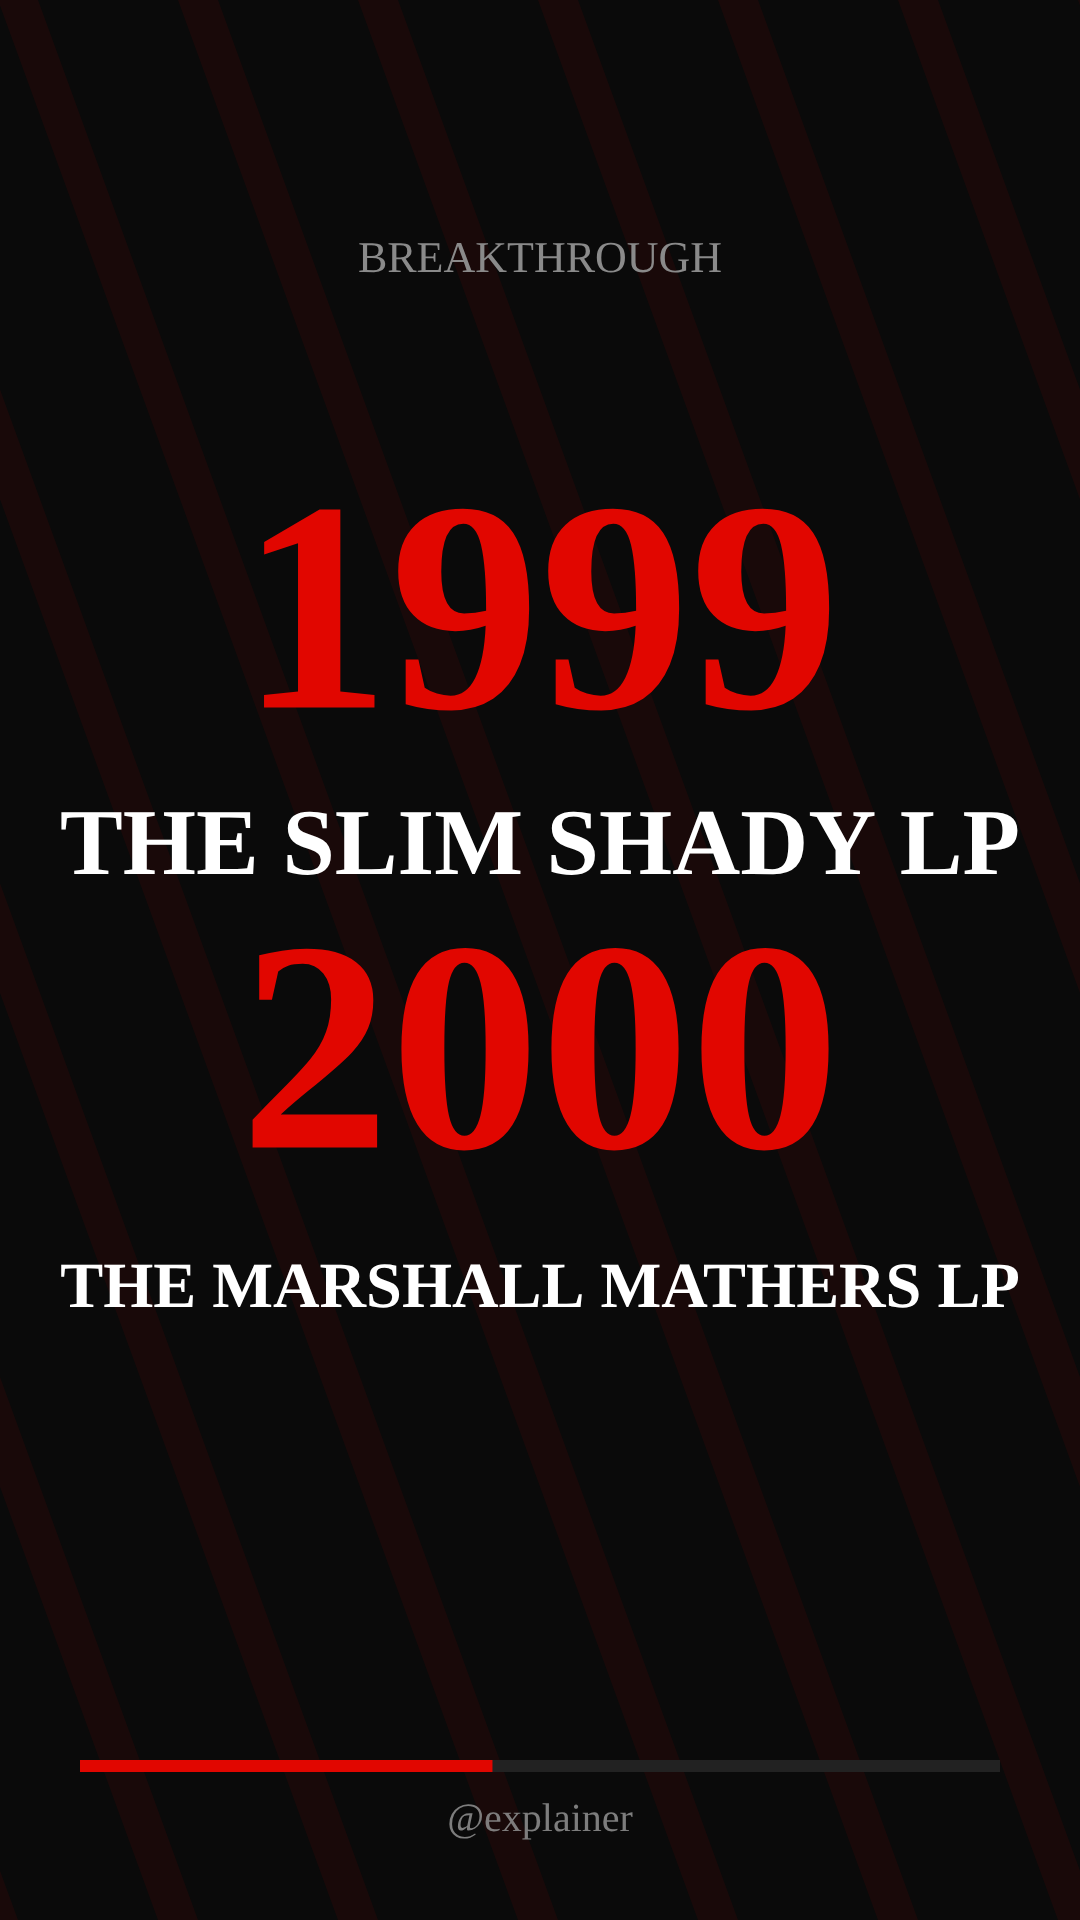 BREAKTHROUGH
1999
THE SLIM SHADY LP
2000
THE MARSHALL MATHERS LP
@explainer